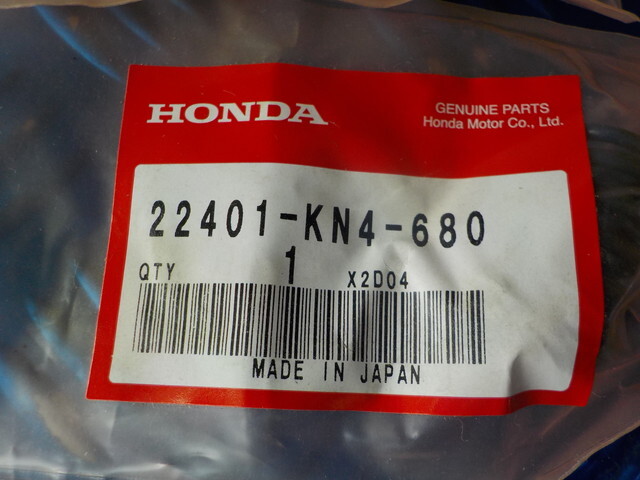 HONDA
GENUINE PARTS
Honda Motor Co., Ltd.
22401-KN4-680
QTY 1 X2D04
MADE IN JAPAN